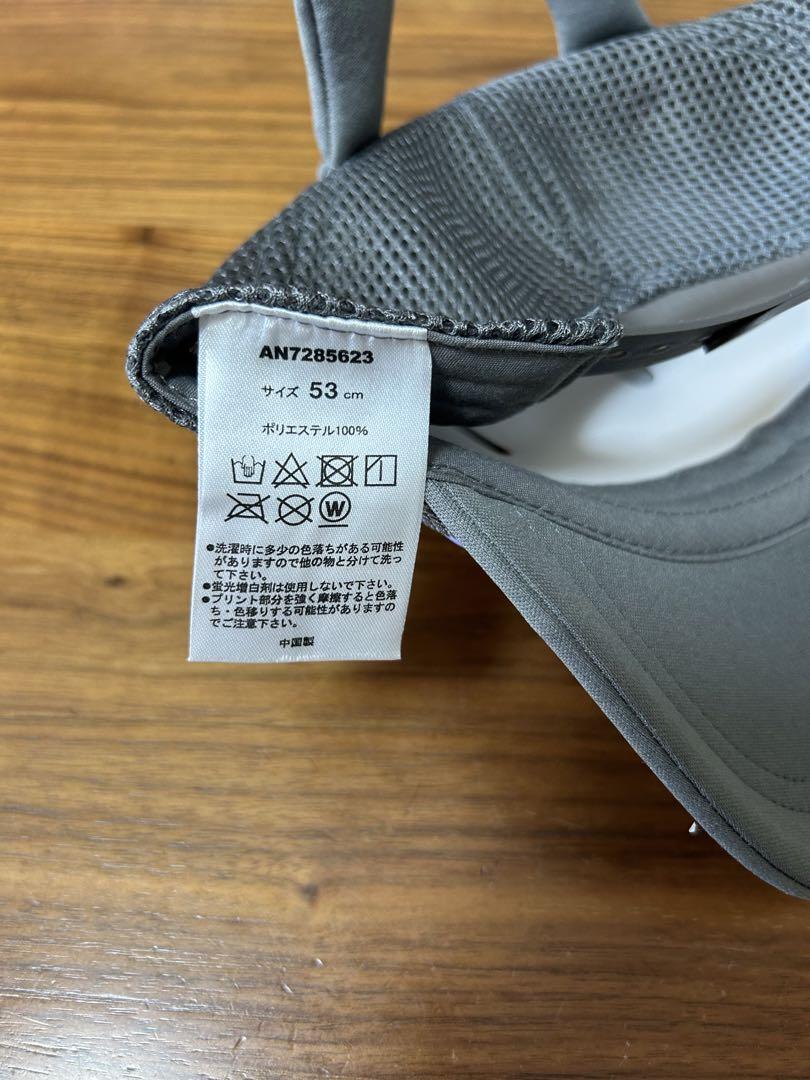 AN7285623
サイズ 53 cm
ポリエステル100%
W
●洗濯時に多少の色落ちがある可能性
がありますので他の物と分けて洗っ
て下さい。
●蛍光増白剤は使用しないで下さい。
●プリント部分を強く摩擦すると色落
ち・色移りする可能性がありますの
でご注意下さい。
中国製